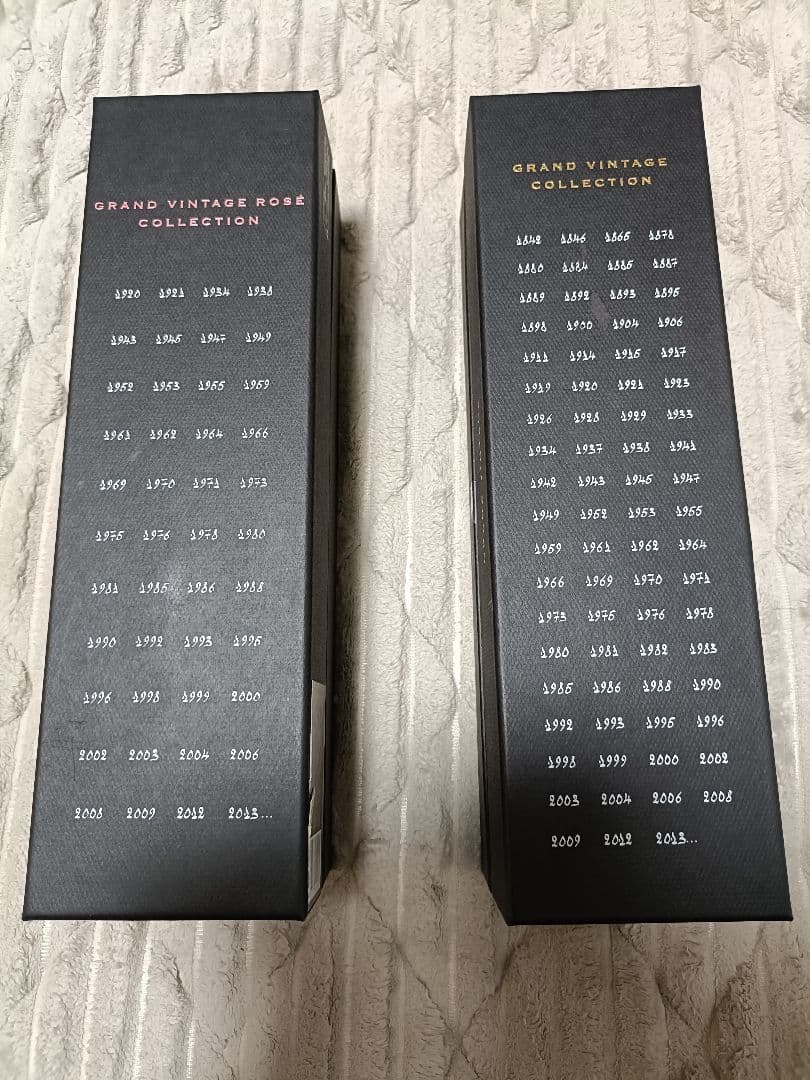 GRAND VINTAGE ROSÉ
COLLECTION
1920 1921 1934 1938
1943 1945 1947 1949
1952 1953 1955 1959
1961 1962 1964 1966
1969 1970 1971 1973
1975 1976 1978 1980
1981 1985 1986 1988
1990 1992 1993 1995
1996 1998 1999 2000
2002 2003 2004 2006
2008 2009 2012 2013...
GRAND VINTAGE
COLLECTION
1842 1846 1865 1878
1880 1884 1885 1887
1889 1892 1893 1895
1898 1900 1904 1906
1911 1914 1915 1917
1919 1920 1921 1923
1926 1928 1929 1933
1934 1937 1938 1941
1942 1943 1945 1947
1949 1952 1953 1955
1959 1961 1962 1964
1966 1969 1970 1971
1973 1975 1976 1978
1980 1981 1982 1983
1985 1986 1988 1990
1992 1993 1995 1996
1998 1999 2000 2002
2003 2004 2006 2008
2009 2012 2013...